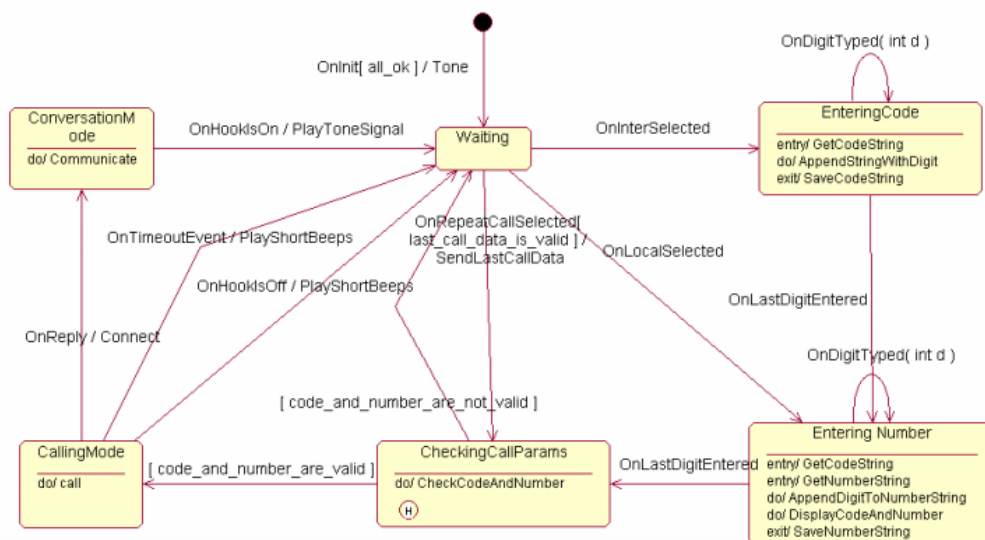 OnInit[ all_ok ] / Tone
OnDigitTyped( int d )
ConversationM
ode
do/ Communicate
OnHookIsOn / PlayToneSignal
Waiting
OnInterSelected
EnteringCode
entry/ GetCodeString
do/ AppendStringWithDigit
exit/ SaveCodeString
OnTimeoutEvent / PlayShortBeeps
OnRepeatCallSelected[
last_call_data_is_valid ] /
SendLastCallData
OnLocalSelected
OnHookIsOff / PlayShortBeeps
OnLastDigitEntered
OnReply / Connect
OnDigitTyped( int d )
[ code_and_number_are_not_valid ]
CallingMode
do/ call
[ code_and_number_are_valid ]
CheckingCallParams
do/ CheckCodeAndNumber
H
OnLastDigitEntered
Entering Number
entry/ GetCodeString
entry/ GetNumberString
do/ AppendDigitToNumberString
do/ DisplayCodeAndNumber
exit/ SaveNumberString